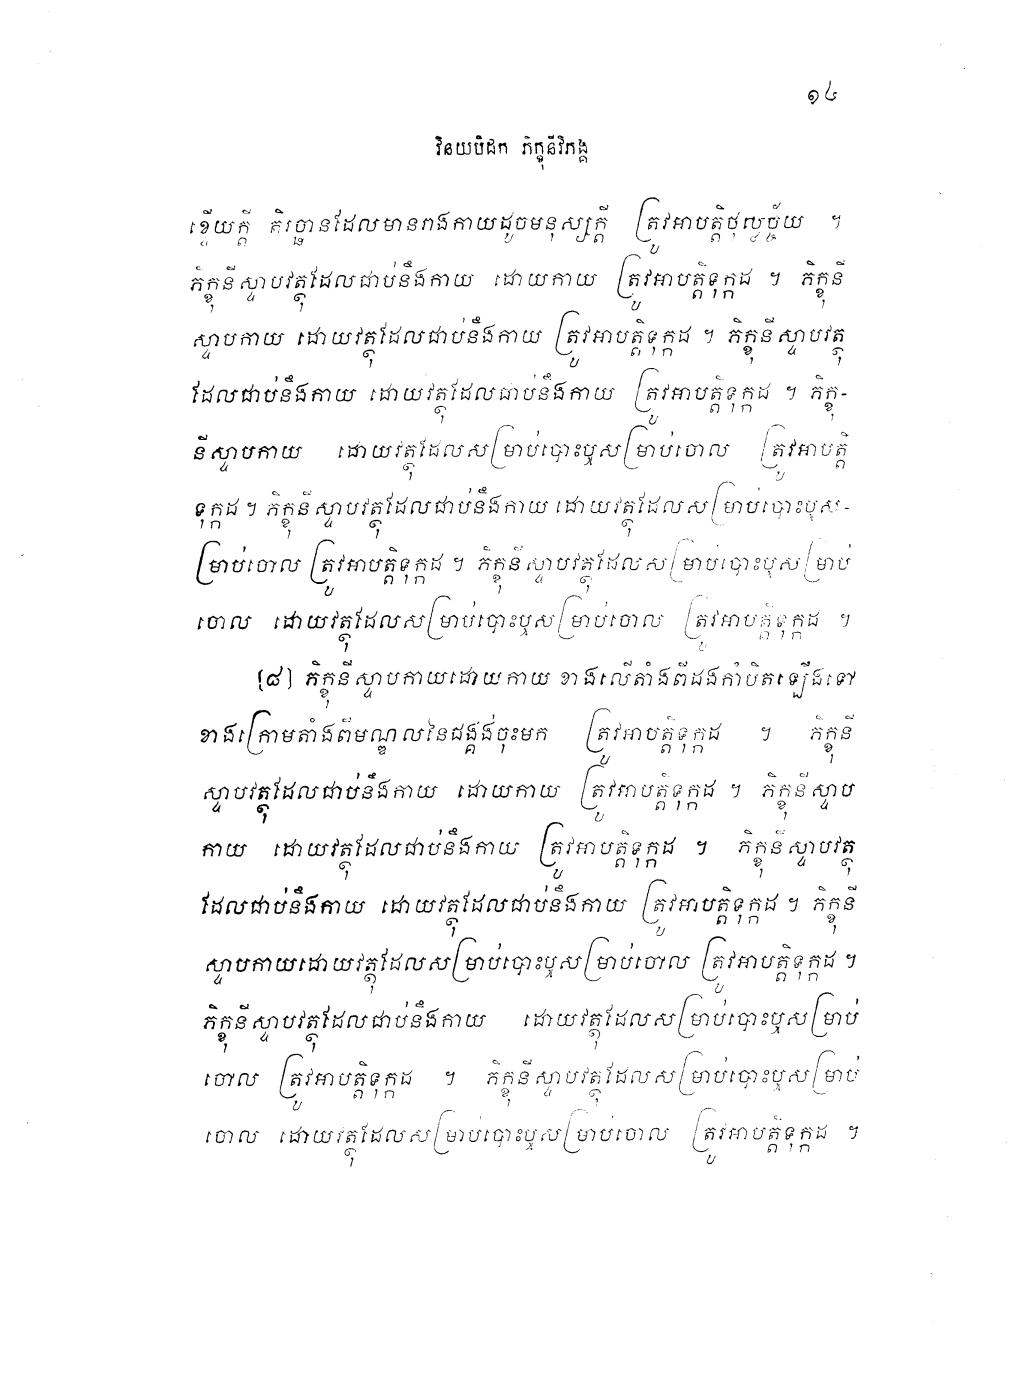 ១៤
វិនយបិដក ភិក្ខុនីវិភង្គ
ខ្ទើយក្តី តិរច្ឆានដែលមានរាងកាយដូចមនុស្សក្តី ត្រូវអាបត្តិថុល្លច្ច័យ ។
ភិក្ខុនីស្ទាបវត្ថុដែលជាប់នឹងកាយ ដោយកាយ ត្រូវអាបត្តិទុក្កដ ។ ភិក្ខុនី
ស្ទាបកាយ ដោយវត្ថុដែលជាប់នឹងកាយ ត្រូវអាបត្តិទុក្កដ ។ ភិក្ខុនីស្ទាបវត្ថុ
ដែលជាប់នឹងកាយ ដោយវត្ថុដែលជាប់នឹងកាយ ត្រូវអាបត្តិទុក្កដ ។ ភិក្ខុ-
នីស្ទាបកាយ ដោយវត្ថុដែលសម្រាប់បោះឬសម្រាប់ចោល ត្រូវអាបត្តិ
ទុក្កដ ។ ភិក្ខុនីស្ទាបវត្ថុដែលជាប់នឹងកាយ ដោយវត្ថុដែលសម្រាប់បោះឬស-
ម្រាប់ចោល ត្រូវអាបត្តិទុក្កដ ។ ភិក្ខុនីស្ទាបវត្ថុដែលសម្រាប់បោះឬសម្រាប់
ចោល ដោយវត្ថុដែលសម្រាប់បោះឬសម្រាប់ចោល ត្រូវអាបត្តិទុក្កដ ។
[៨] ភិក្ខុនីស្ទាបកាយដោយកាយ ខាងលើតាំងពីដងកាំបិតឡើងទៅ
ខាងក្រោមតាំងពីមណ្ឌលនៃជង្គង់ចុះមក ត្រូវអាបត្តិទុក្កដ ។ ភិក្ខុនី
ស្ទាបវត្ថុដែលជាប់នឹងកាយ ដោយកាយ ត្រូវអាបត្តិទុក្កដ ។ ភិក្ខុនីស្ទាប
កាយ ដោយវត្ថុដែលជាប់នឹងកាយ ត្រូវអាបត្តិទុក្កដ ។ ភិក្ខុនីស្ទាបវត្ថុ
ដែលជាប់នឹងកាយ ដោយវត្ថុដែលជាប់នឹងកាយ ត្រូវអាបត្តិទុក្កដ ។ ភិក្ខុនី
ស្ទាបកាយដោយវត្ថុដែលសម្រាប់បោះឬសម្រាប់ចោល ត្រូវអាបត្តិទុក្កដ ។
ភិក្ខុនីស្ទាបវត្ថុដែលជាប់នឹងកាយ ដោយវត្ថុដែលសម្រាប់បោះឬសម្រាប់
ចោល ត្រូវអាបត្តិទុក្កដ ។ ភិក្ខុនីស្ទាបវត្ថុដែលសម្រាប់បោះឬសម្រាប់
ចោល ដោយវត្ថុដែលសម្រាប់បោះឬសម្រាប់ចោល ត្រូវអាបត្តិទុក្កដ ។